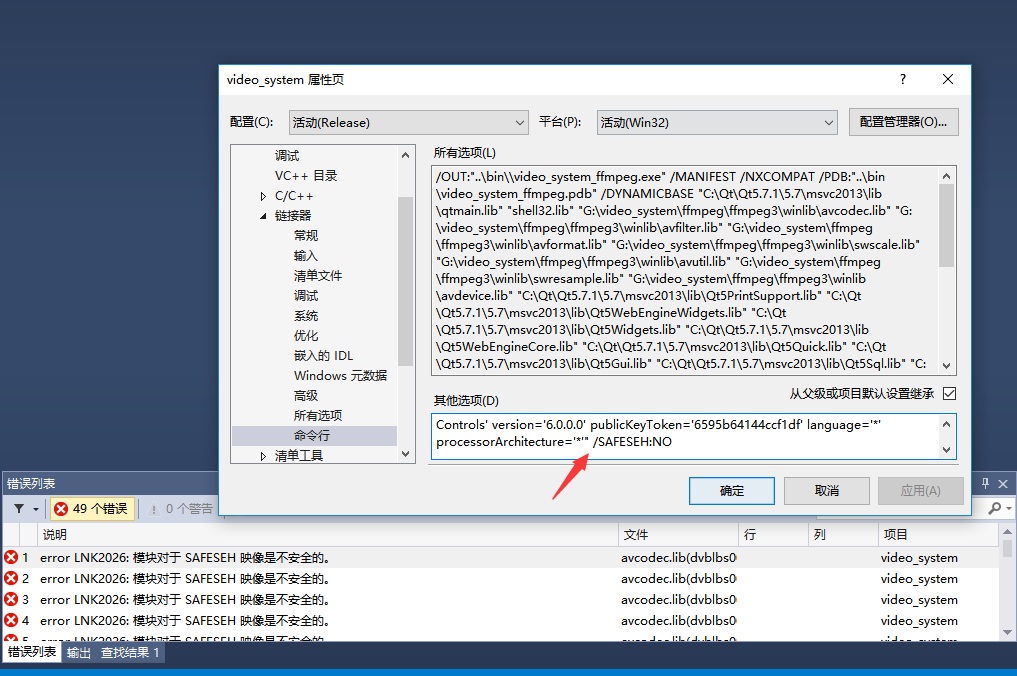 video_system 属性页
?
配置(C):
活动(Release)
平台(P):
活动(Win32)
配置管理器(O)...
调试
VC++ 目录
C/C++
链接器
常规
输入
清单文件
调试
系统
优化
嵌入的 IDL
Windows 元数据
高级
所有选项
命令行
清单工具
所有选项(L)
/OUT:"..\bin\\video_system_ffmpeg.exe" /MANIFEST /NXCOMPAT /PDB:"..\bin
\video_system_ffmpeg.pdb" /DYNAMICBASE "C:\Qt\Qt5.7.1\5.7\msvc2013\lib
\qtmain.lib" "shell32.lib" "G:\video_system\ffmpeg\ffmpeg3\winlib\avcodec.lib" "G:
\video_system\ffmpeg\ffmpeg3\winlib\avfilter.lib" "G:\video_system\ffmpeg
\ffmpeg3\winlib\avformat.lib" "G:\video_system\ffmpeg\ffmpeg3\winlib\swscale.lib"
"G:\video_system\ffmpeg\ffmpeg3\winlib\avutil.lib" "G:\video_system\ffmpeg
\ffmpeg3\winlib\swresample.lib" "G:\video_system\ffmpeg\ffmpeg3\winlib
\avdevice.lib" "C:\Qt\Qt5.7.1\5.7\msvc2013\lib\Qt5PrintSupport.lib" "C:\Qt
\Qt5.7.1\5.7\msvc2013\lib\Qt5WebEngineWidgets.lib" "C:\Qt
\Qt5.7.1\5.7\msvc2013\lib\Qt5Widgets.lib" "C:\Qt\Qt5.7.1\5.7\msvc2013\lib
\Qt5WebEngineCore.lib" "C:\Qt\Qt5.7.1\5.7\msvc2013\lib\Qt5Quick.lib" "C:\Qt
\Qt5.7.1\5.7\msvc2013\lib\Qt5Gui.lib" "C:\Qt\Qt5.7.1\5.7\msvc2013\lib\Qt5Sql.lib" "C:
从父级或项目默认设置继承
其他选项(D)
Controls' version='6.0.0.0' publicKeyToken='6595b64144ccf1df' language='*'
processorArchitecture='*'" /SAFESEH:NO
确定
取消
应用(A)
错误列表
49 个错误
0 个警告
说明
文件
行
列
项目
1 error LNK2026: 模块对于 SAFESEH 映像是不安全的。 avcodec.lib(dvblbs0 video_system
2 error LNK2026: 模块对于 SAFESEH 映像是不安全的。 avcodec.lib(dvblbs0 video_system
3 error LNK2026: 模块对于 SAFESEH 映像是不安全的。 avcodec.lib(dvblbs0 video_system
4 error LNK2026: 模块对于 SAFESEH 映像是不安全的。 avcodec.lib(dvblbs0 video_system
5 error LNK2026: 模块对于 SAFESEH 映像是不安全的。 avcodec.lib(dvblbs0 video_system
错误列表
输出
查找结果 1